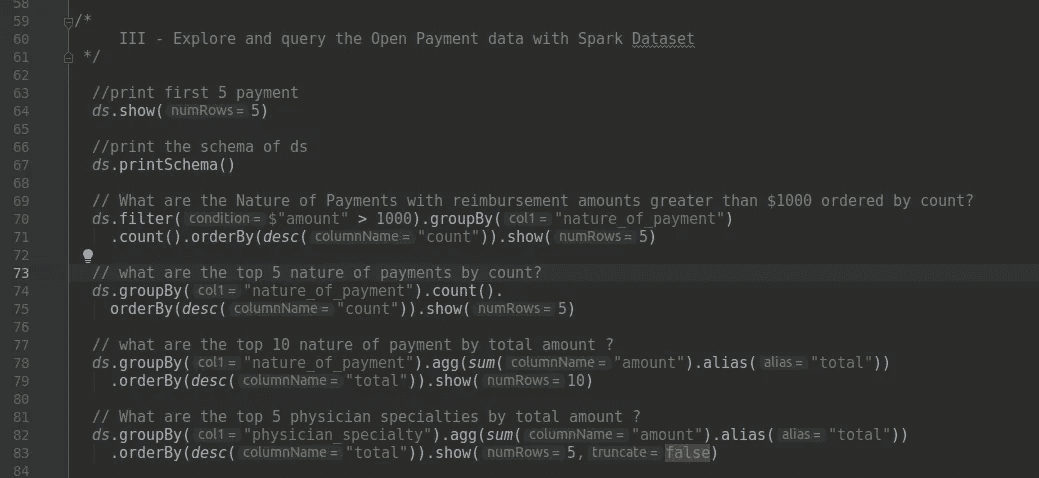 58
59 /*
60 III - Explore and query the Open Payment data with Spark Dataset
61 */
62
63 //print first 5 payment
64 ds.show( numRows = 5)
65
66 //print the schema of ds
67 ds.printSchema()
68
69 // What are the Nature of Payments with reimbursement amounts greater than $1000 ordered by count?
70 ds.filter( condition = $"amount" > 1000).groupBy( col1 = "nature_of_payment")
71 .count().orderBy(desc( columnName = "count")).show( numRows = 5)
72
73 // what are the top 5 nature of payments by count?
74 ds.groupBy( col1 = "nature_of_payment").count().
75 orderBy(desc( columnName = "count")).show( numRows = 5)
76
77 // what are the top 10 nature of payment by total amount ?
78 ds.groupBy( col1 = "nature_of_payment").agg(sum( columnName = "amount").alias( alias = "total"))
79 .orderBy(desc( columnName = "total")).show( numRows = 10)
80
81 // What are the top 5 physician specialties by total amount ?
82 ds.groupBy( col1 = "physician_specialty").agg(sum( columnName = "amount").alias( alias = "total"))
83 .orderBy(desc( columnName = "total")).show( numRows = 5, truncate = false)
84